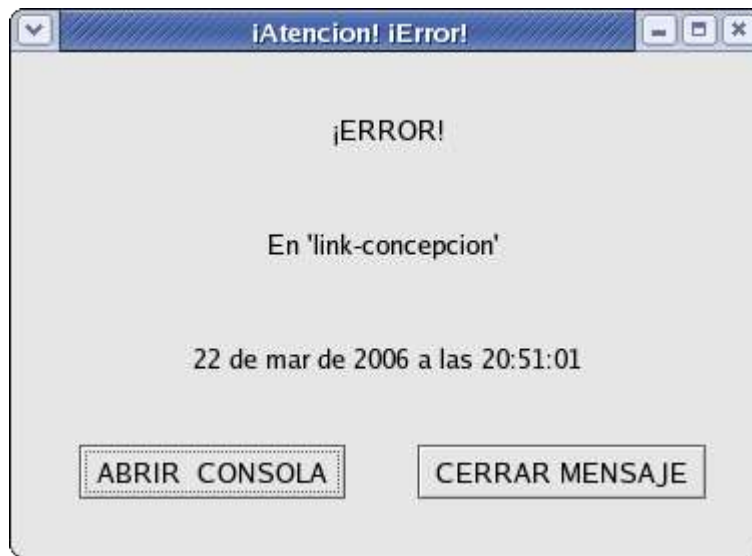 ¡Atencion! ¡Error!
¡ERROR!
En 'link-concepcion'
22 de mar de 2006 a las 20:51:01
ABRIR CONSOLA
CERRAR MENSAJE